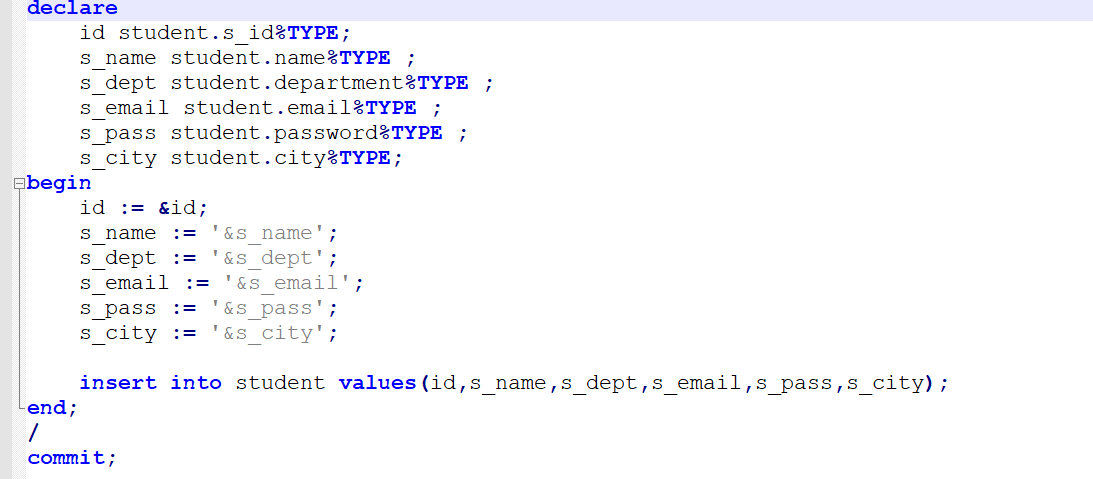 declare
id student.s_id%TYPE;
s_name student.name%TYPE ;
s_dept student.department%TYPE ;
s_email student.email%TYPE ;
s_pass student.password%TYPE ;
s_city student.city%TYPE;
begin
id := &id;
s_name := '&s_name';
s_dept := '&s_dept';
s_email := '&s_email';
s_pass := '&s_pass';
s_city := '&s_city';
insert into student values(id,s_name,s_dept,s_email,s_pass,s_city);
end;
/
commit;